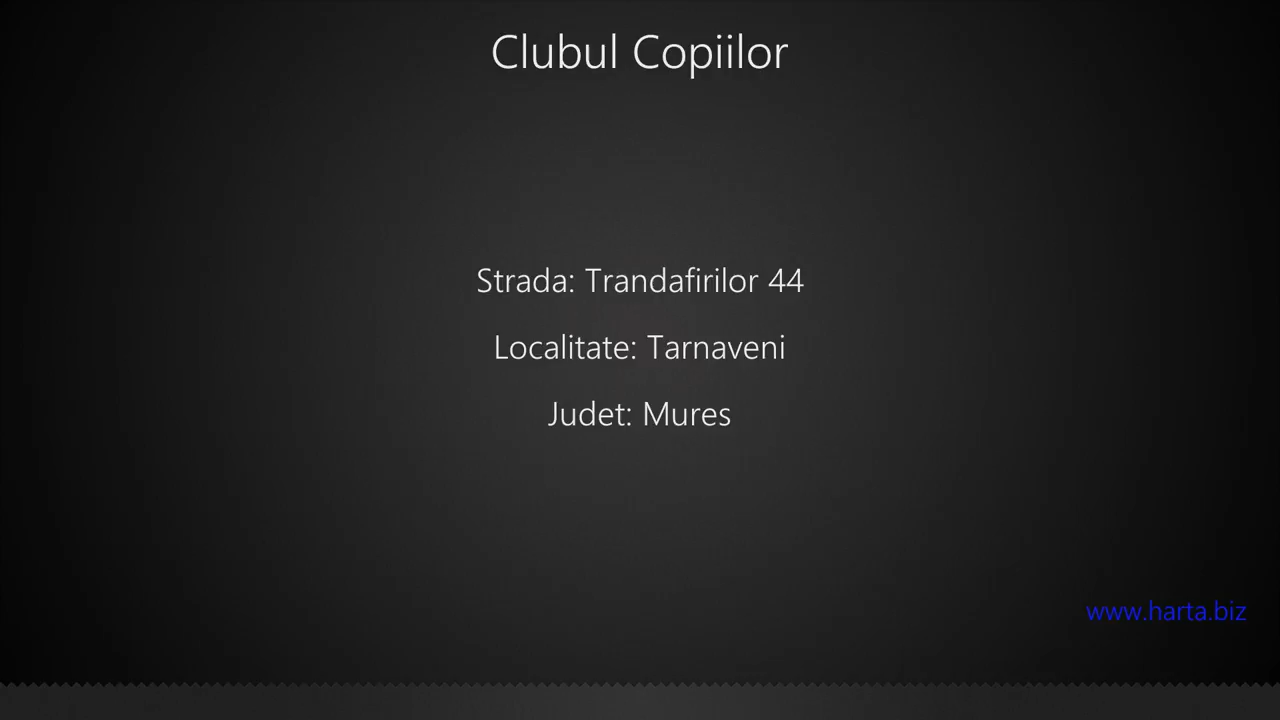 Clubul Copiilor
Strada: Trandafirilor 44
Localitate: Tarnaveni
Judet: Mures
www.harta.biz